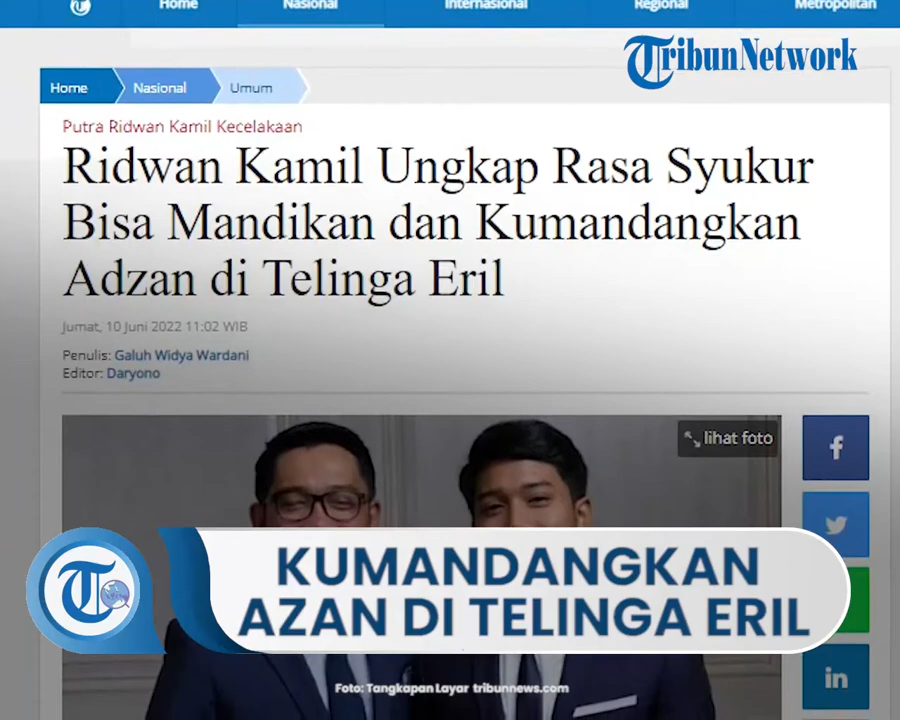 Home Nasional Internasional Regional Metropolitan
TribunNetwork
Home Nasional Umum
Putra Ridwan Kamil Kecelakaan
Ridwan Kamil Ungkap Rasa Syukur
Bisa Mandikan dan Kumandangkan
Adzan di Telinga Eril
Jumat, 10 Juni 2022 11:02 WIB
Penulis: Galuh Widya Wardani
Editor: Daryono
lihat foto
KUMANDANGKAN
AZAN DI TELINGA ERIL
Foto: Tangkapan Layar tribunnews.com